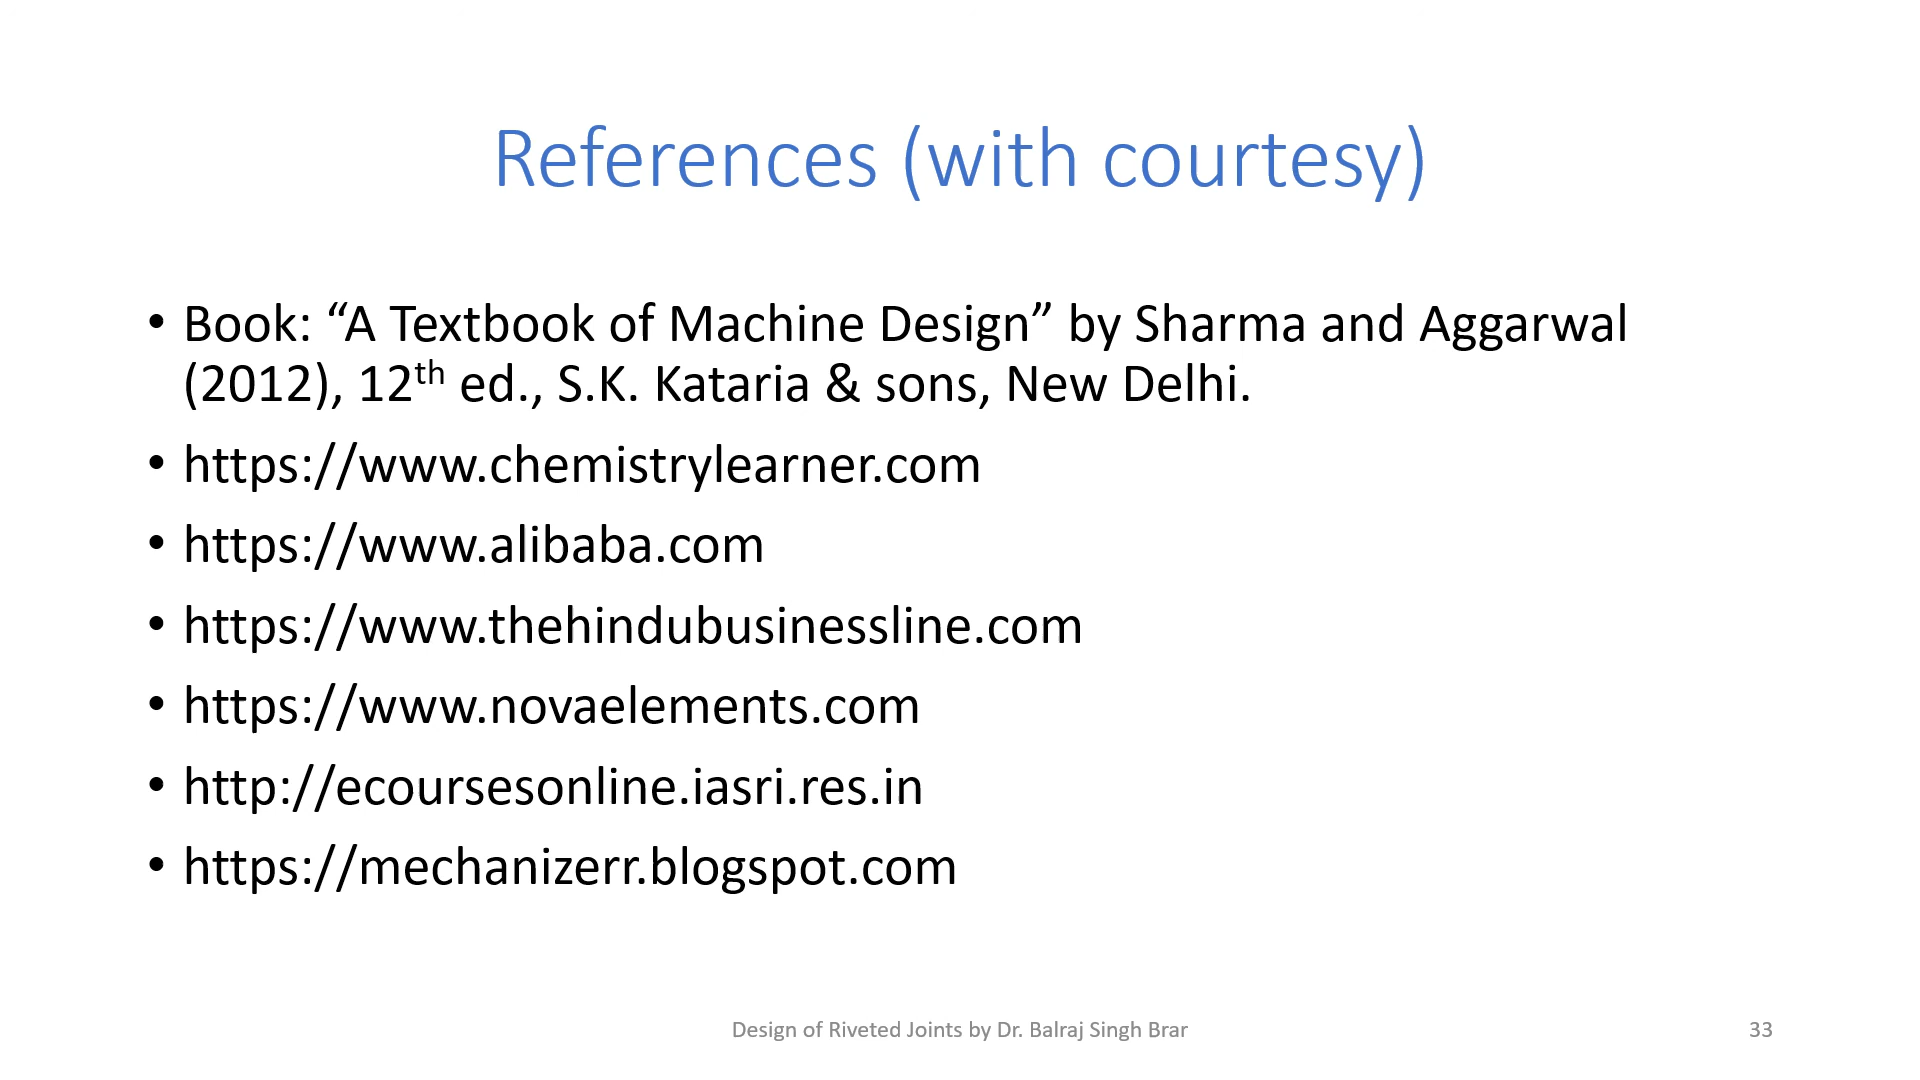 References (with courtesy)
• Book: “A Textbook of Machine Design” by Sharma and Aggarwal
(2012), 12th ed., S.K. Kataria & sons, New Delhi.
• https://www.chemistrylearner.com
• https://www.alibaba.com
• https://www.thehindubusinessline.com
• https://www.novaelements.com
• http://ecoursesonline.iasri.res.in
• https://mechanizerr.blogspot.com
Design of Riveted Joints by Dr. Balraj Singh Brar
33